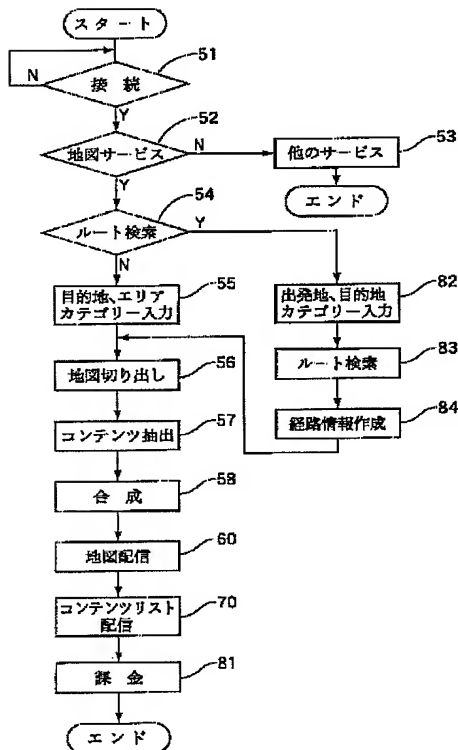 スタート
51
接続
N
Y
52
地図サービス
N
53
他のサービス
Y
エンド
54
ルート検索
Y
N
55
目的地、エリア
カテゴリー入力
82
出発地、目的地
カテゴリー入力
56
地図切り出し
83
ルート検索
57
コンテンツ抽出
84
経路情報作成
58
合成
60
地図配信
70
コンテンツリスト
配信
81
課金
エンド